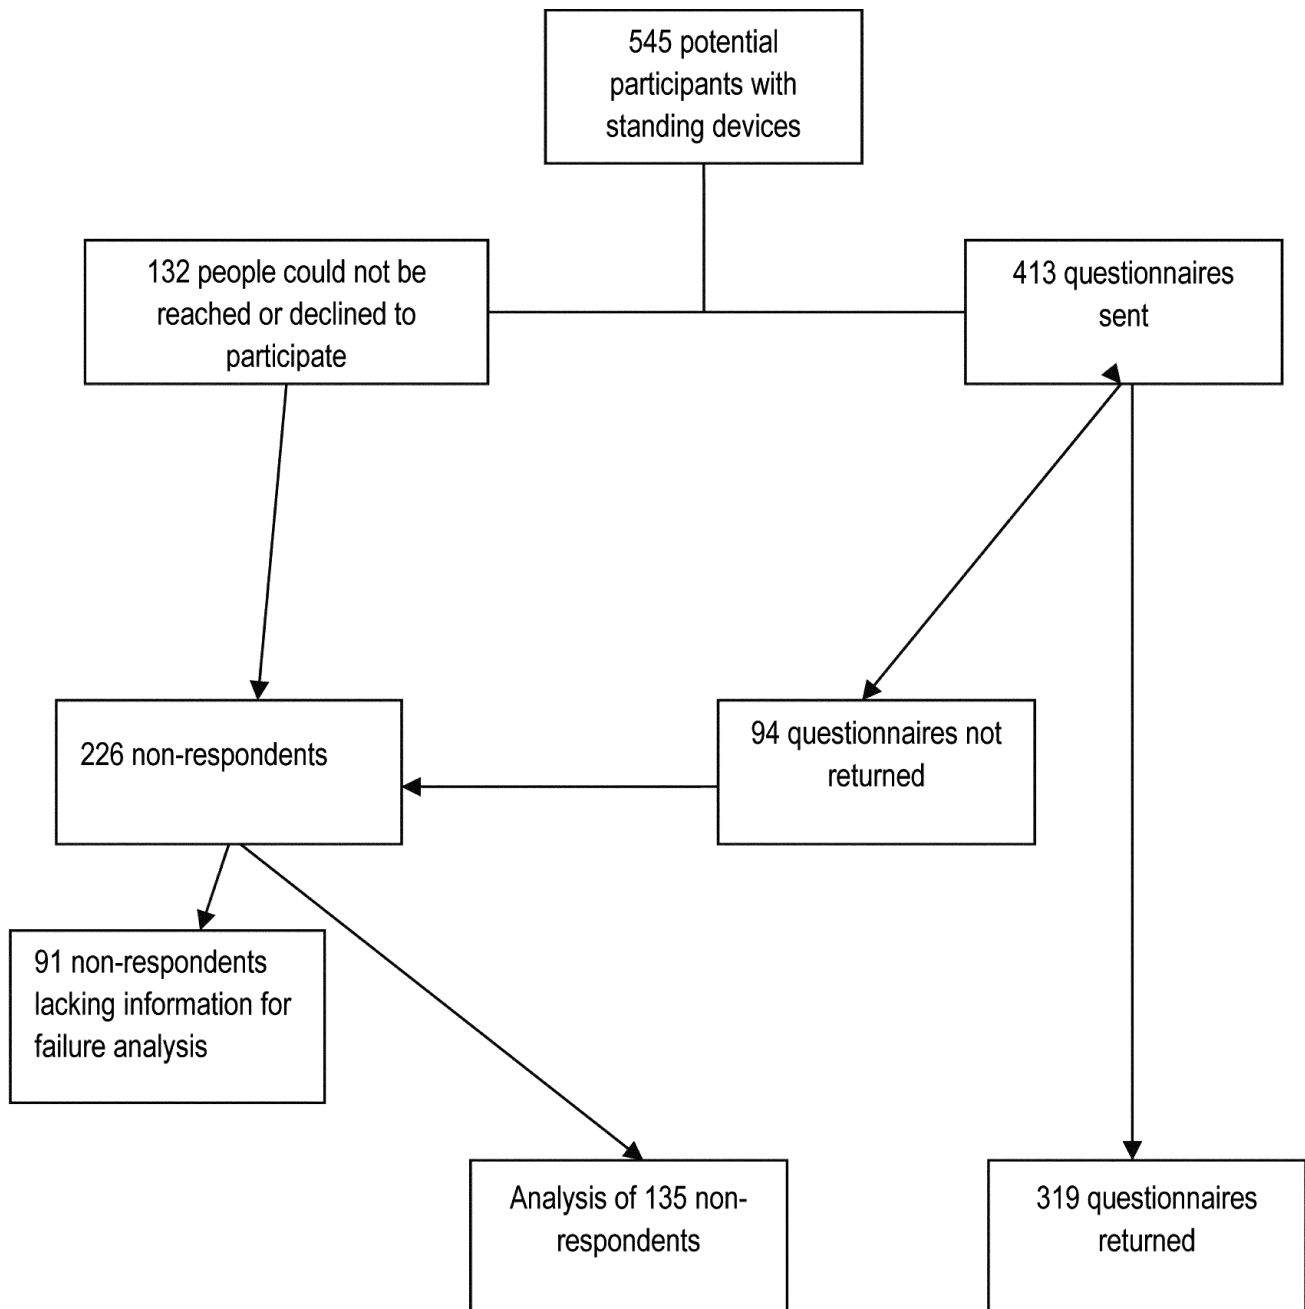 545 potential
participants with
standing devices
132 people could not be
reached or declined to
participate
413 questionnaires
sent
226 non-respondents
94 questionnaires not
returned
91 non-respondents
lacking information for
failure analysis
Analysis of 135 non-
respondents
319 questionnaires
returned